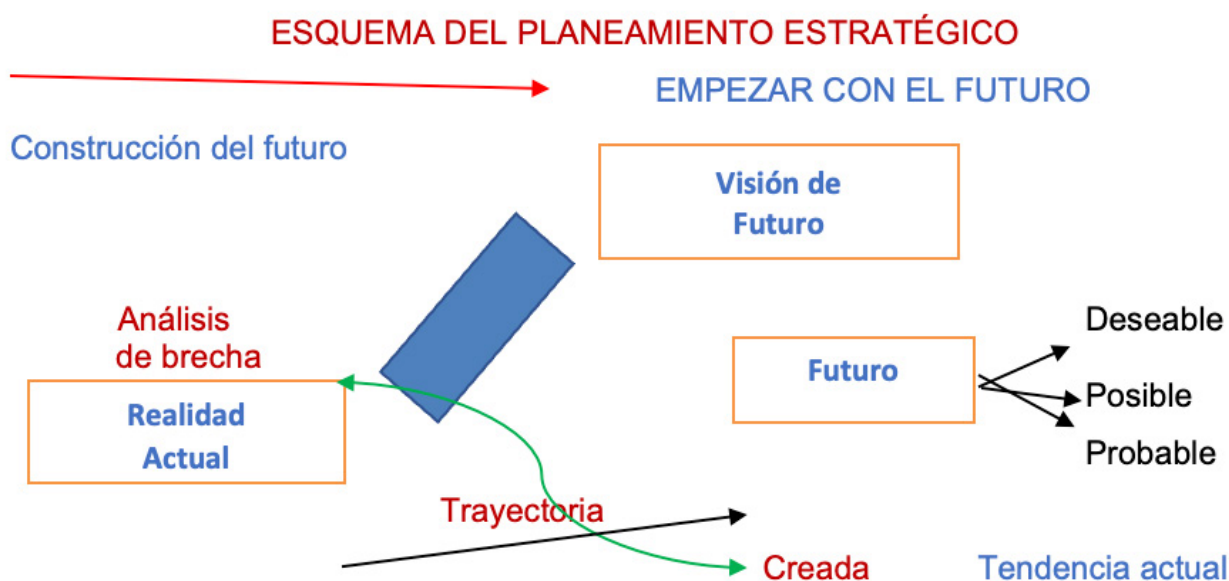 ESQUEMA DEL PLANEAMIENTO ESTRATÉGICO
EMPEZAR CON EL FUTURO
Construcción del futuro
Visión de
Futuro
Análisis
de brecha
Realidad
Actual
Futuro
Deseable
Posible
Probable
Trayectoria
Creada
Tendencia actual